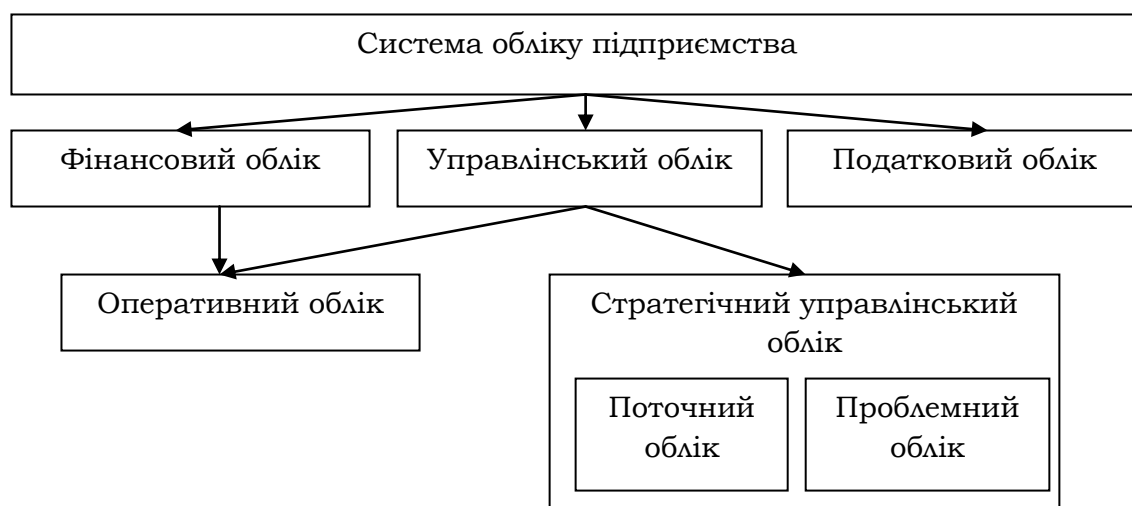 Система обліку підприємства
Фінансовий облік
Управлінський облік
Податковий облік
Оперативний облік
Стратегічний управлінський
облік
Поточний
облік
Проблемний
облік